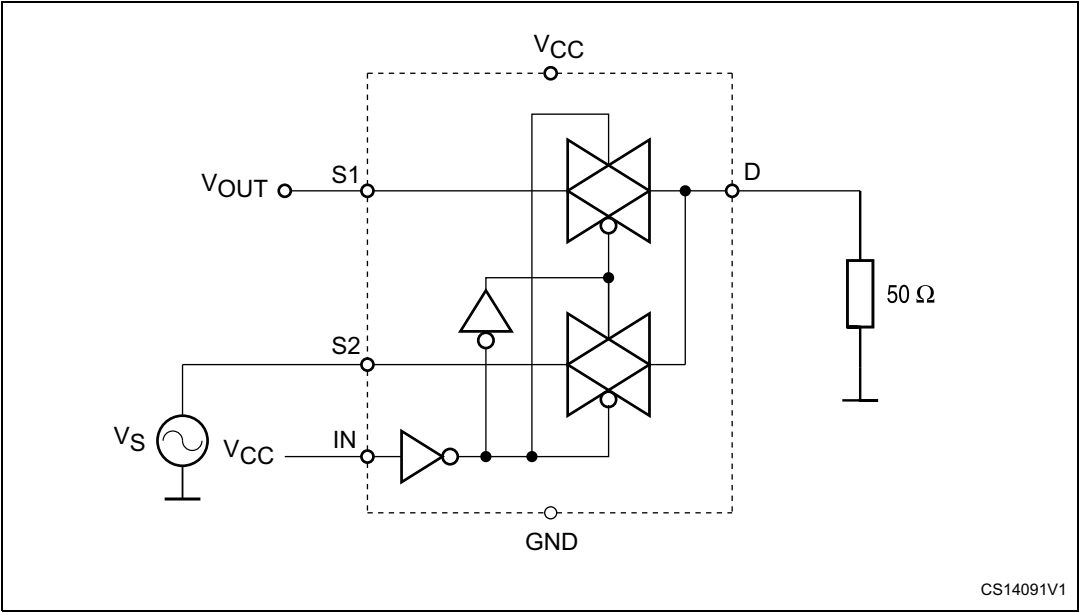 VCC
S1
D
VOUT
50 Ω
S2
IN
VS
VCC
GND
CS14091V1